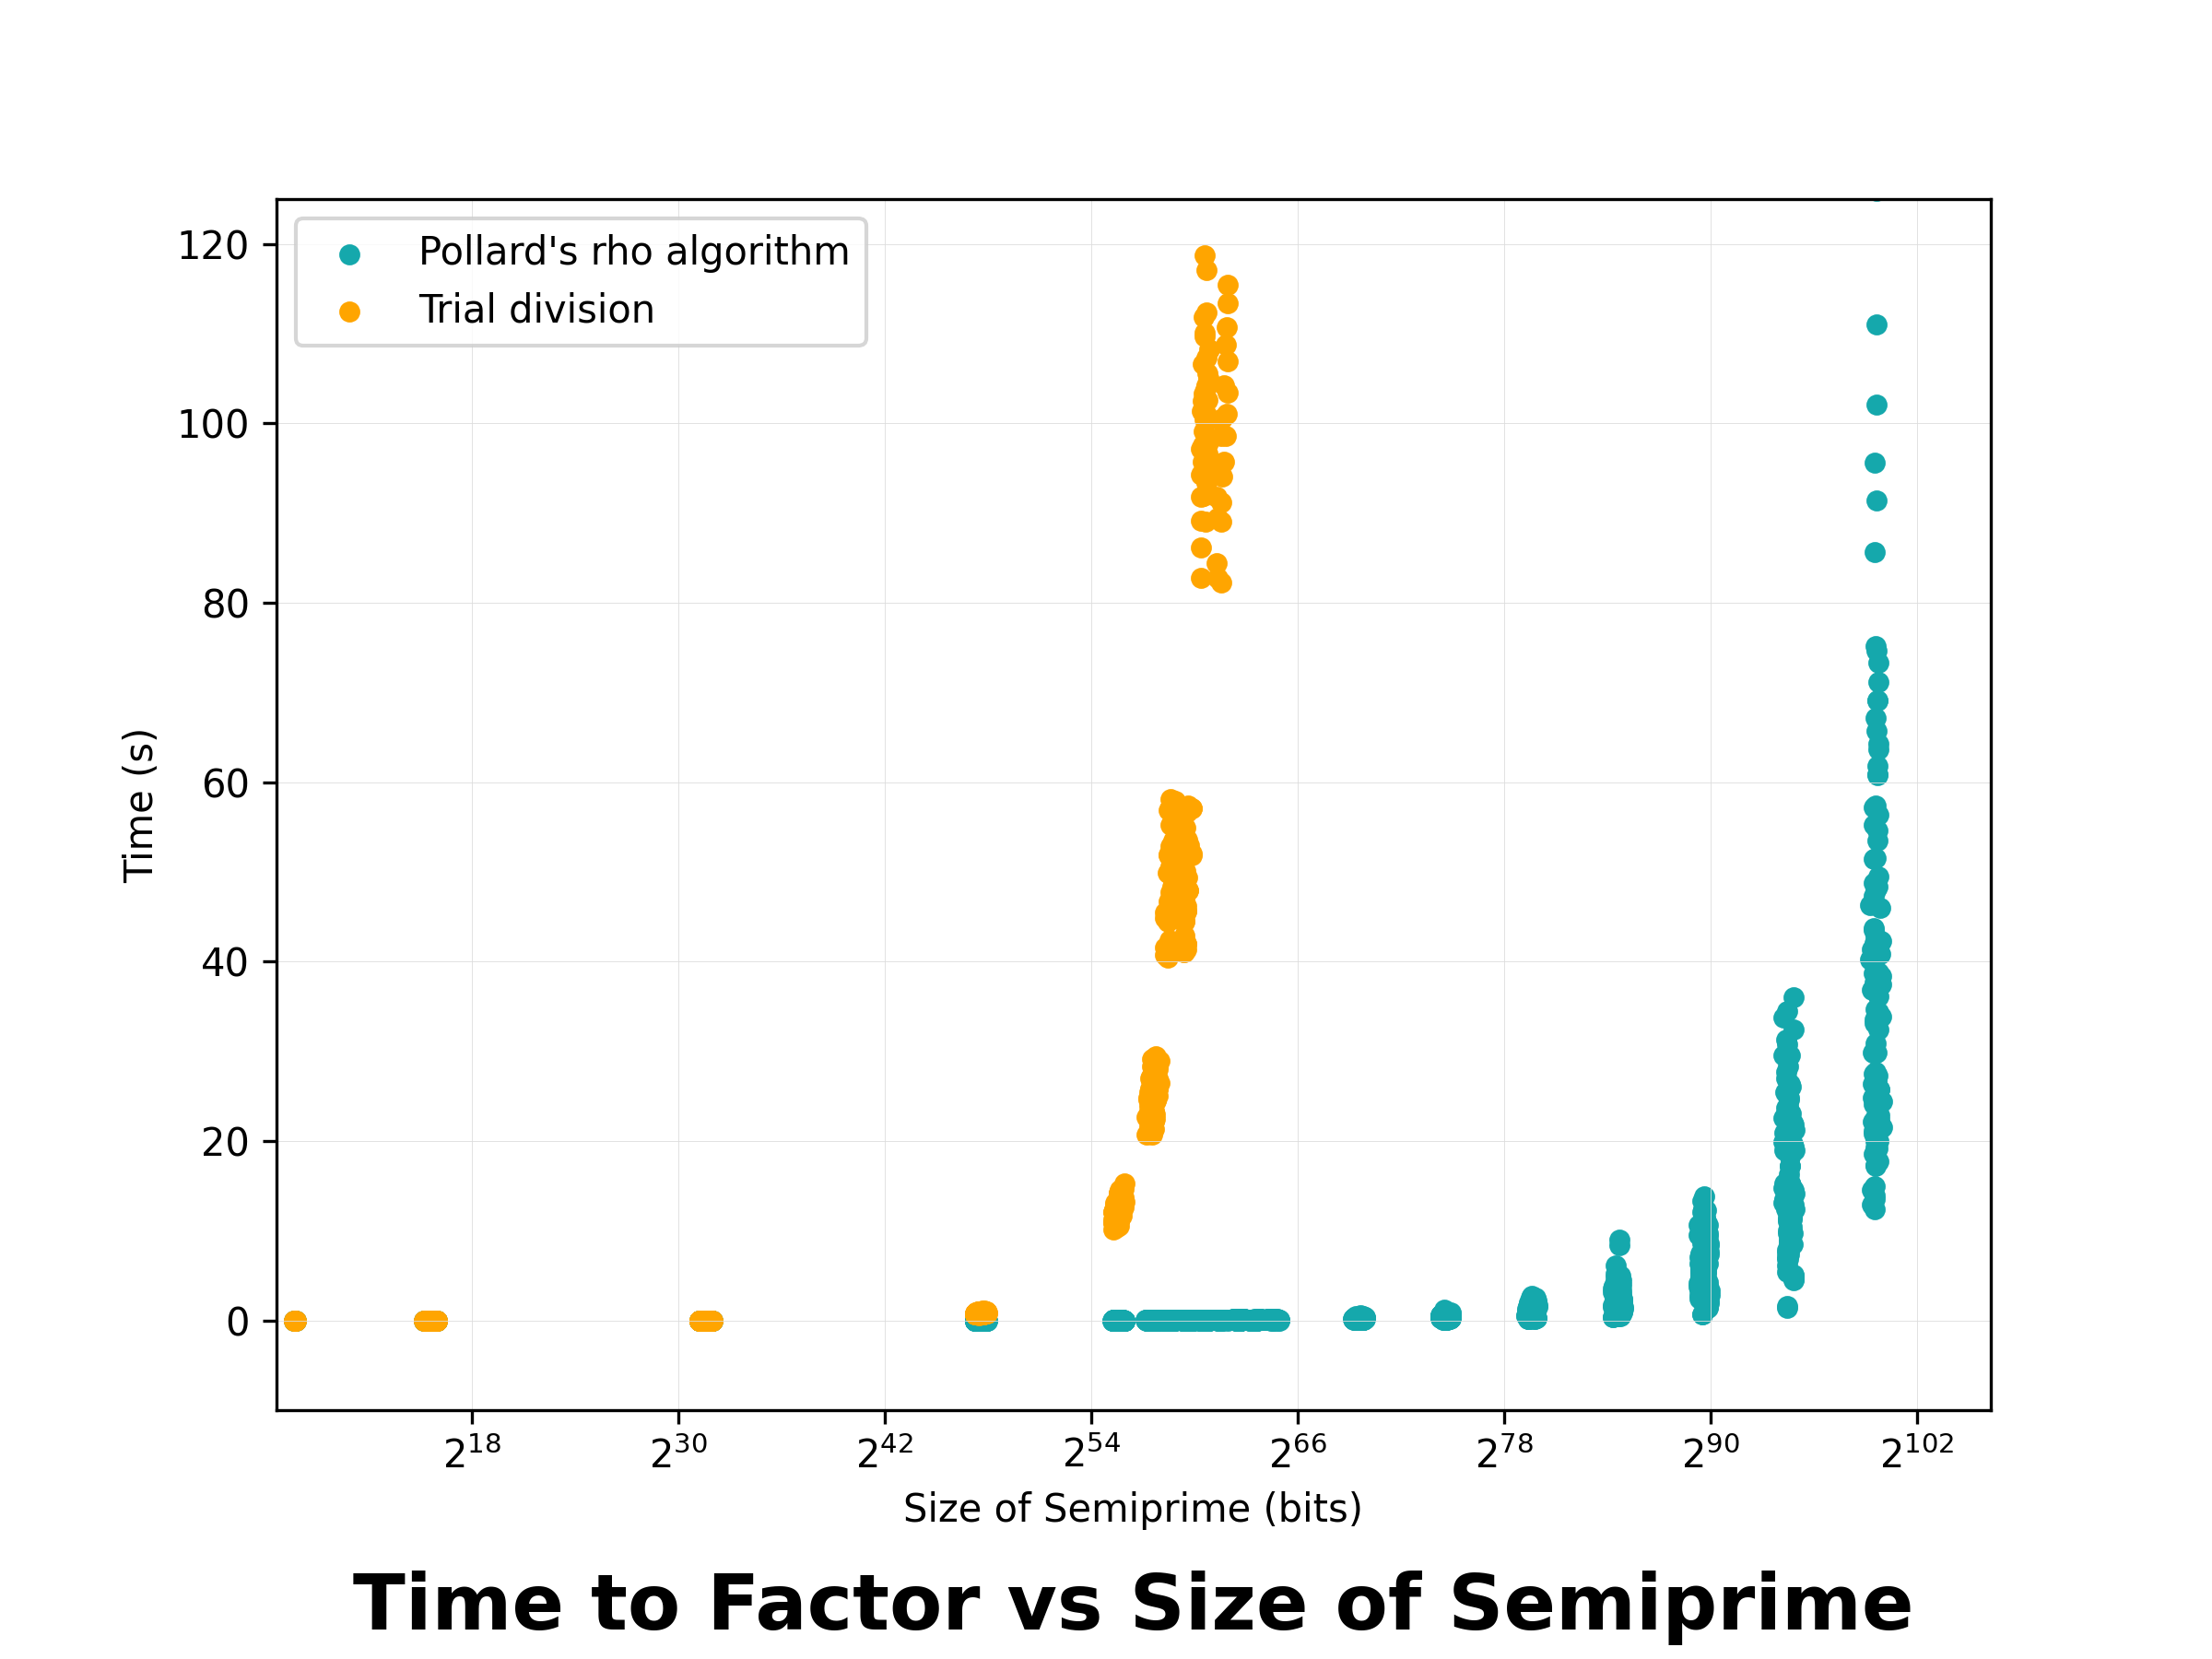 Pollard's rho algorithm
Trial division
120
100
80
60
40
20
0
Time (s)
2^18 2^30 2^42 2^54 2^66 2^78 2^90 2^102
Size of Semiprime (bits)
Time to Factor vs Size of Semiprime